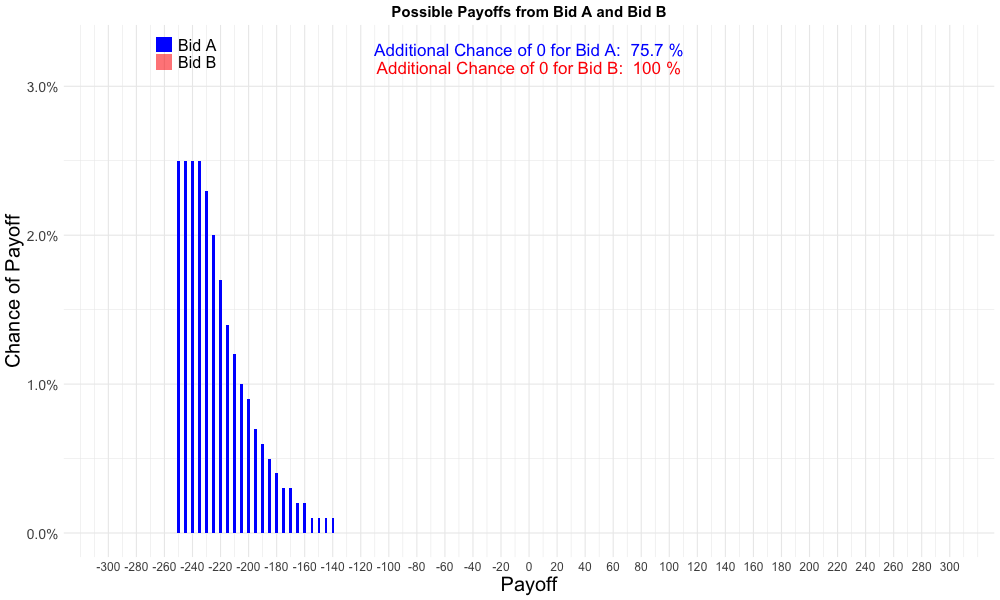 Possible Payoffs from Bid A and Bid B
Bid A
Bid B
Additional Chance of 0 for Bid A: 75.7 %
Additional Chance of 0 for Bid B: 100 %
Chance of Payoff
3.0%
2.0%
1.0%
0.0%
-300 -280 -260 -240 -220 -200 -180 -160 -140 -120 -100 -80 -60 -40 -20 0 20 40 60 80 100 120 140 160 180 200 220 240 260 280 300
Payoff